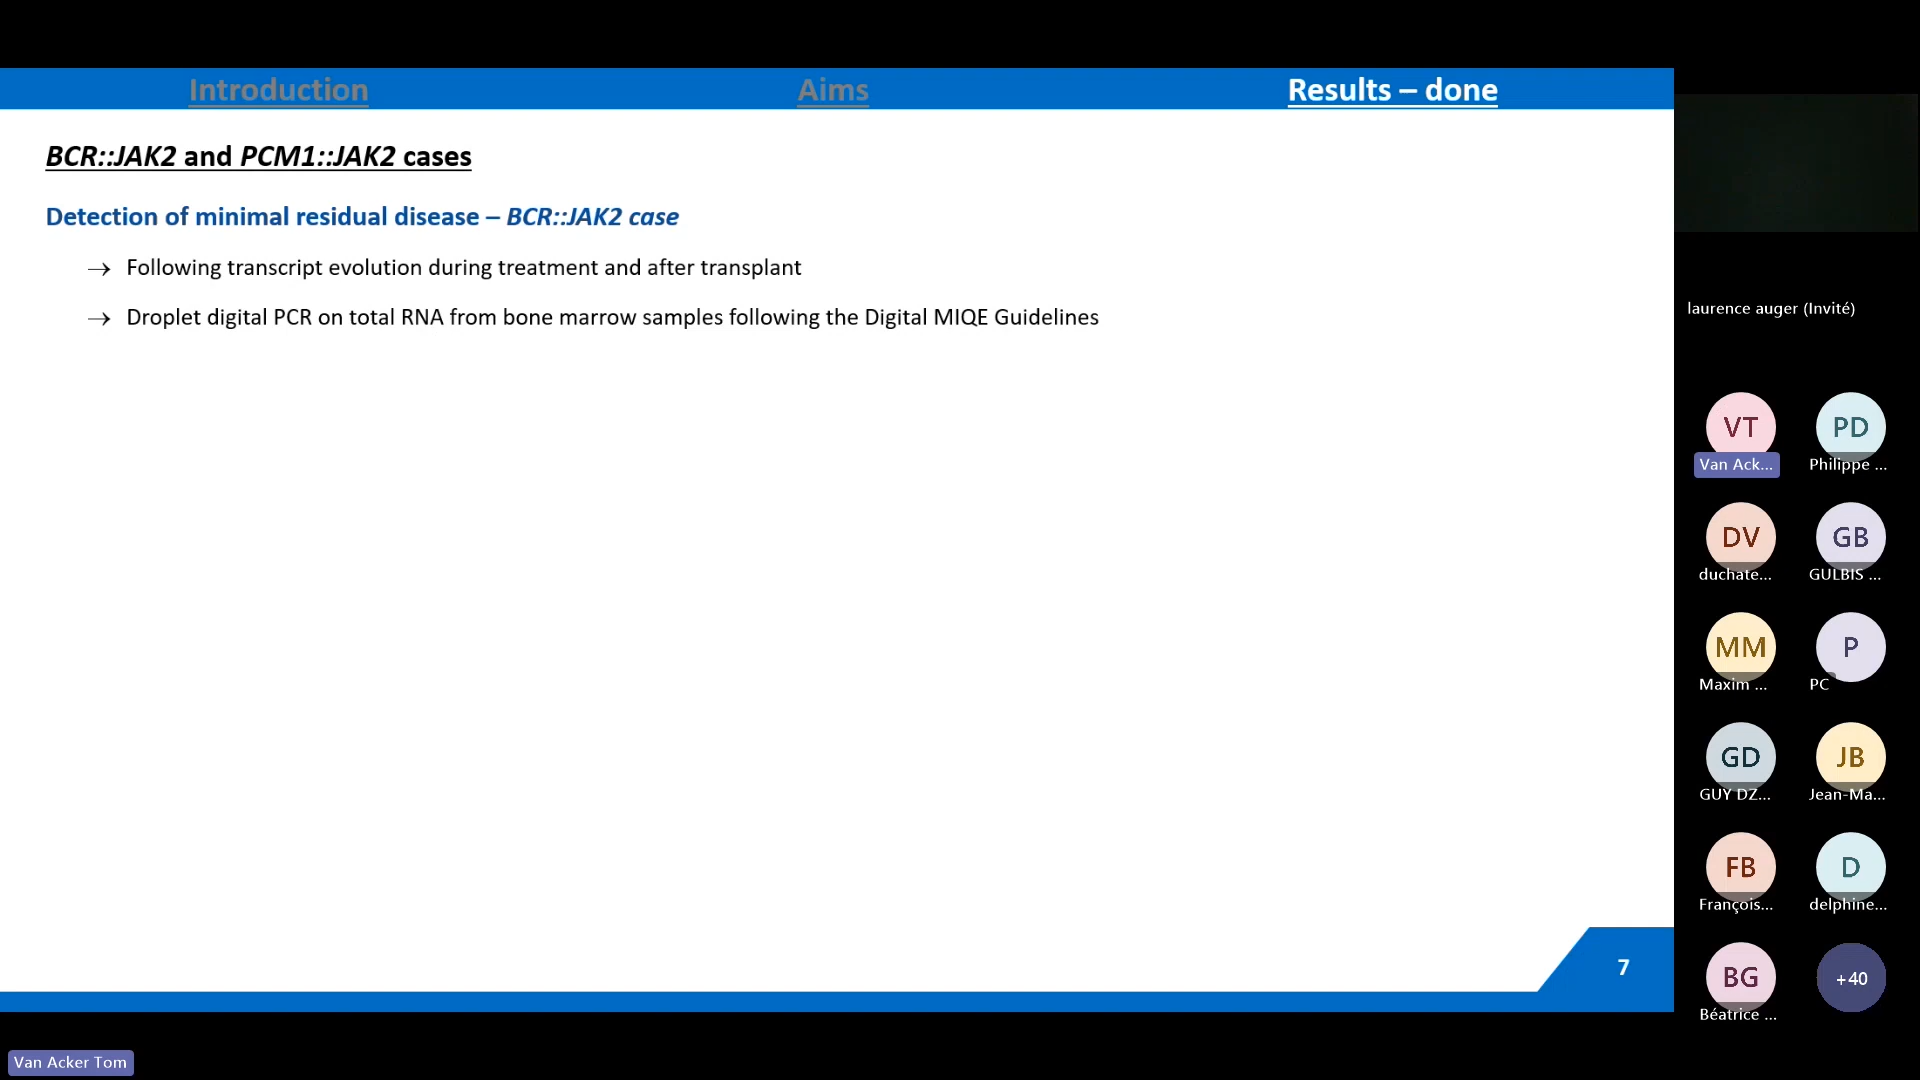 Introduction
Aims
Results – done
BCR::JAK2 and PCM1::JAK2 cases
Detection of minimal residual disease – BCR::JAK2 case
→ Following transcript evolution during treatment and after transplant
→ Droplet digital PCR on total RNA from bone marrow samples following the Digital MIQE Guidelines
7
laurence auger (Invité)
VT
PD
Van Ack...
Philippe ...
DV
GB
duchate...
GULBIS ...
MM
P
Maxim ...
PC
GD
JB
GUY DZ...
Jean-Ma...
FB
D
François...
delphine...
BG
+40
Béatrice ...
Van Acker Tom